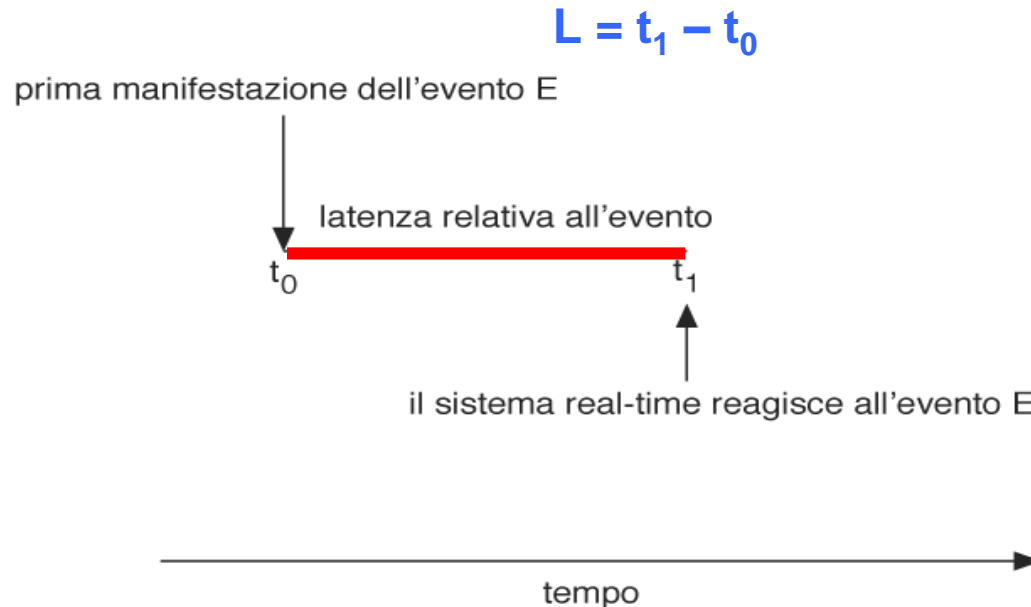 L = t₁ – t₀
prima manifestazione dell'evento E
latenza relativa all'evento
t₀
t₁
il sistema real-time reagisce all'evento E
tempo